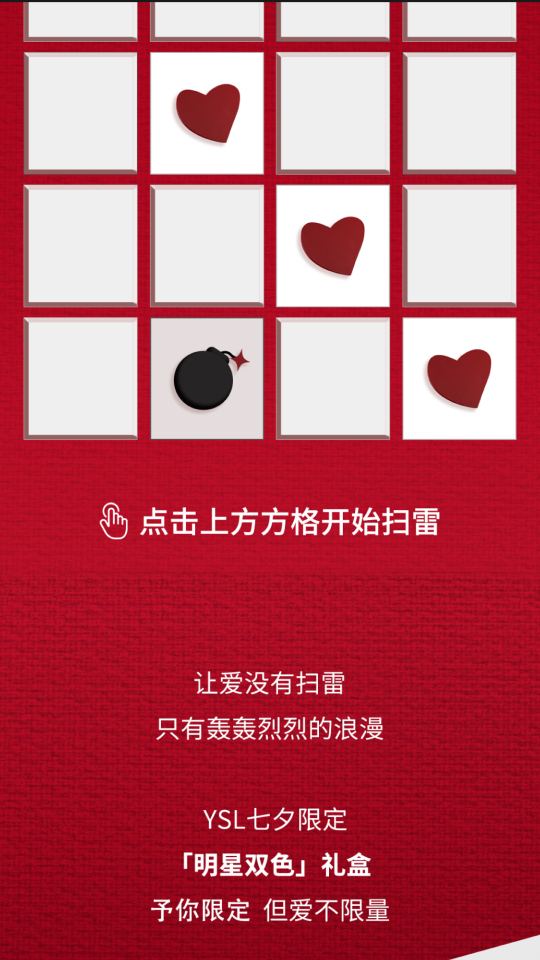 点击上方方格开始扫雷
让爱没有扫雷
只有轰轰烈烈的浪漫
YSL七夕限定
「明星双色」礼盒
予你限定 但爱不限量